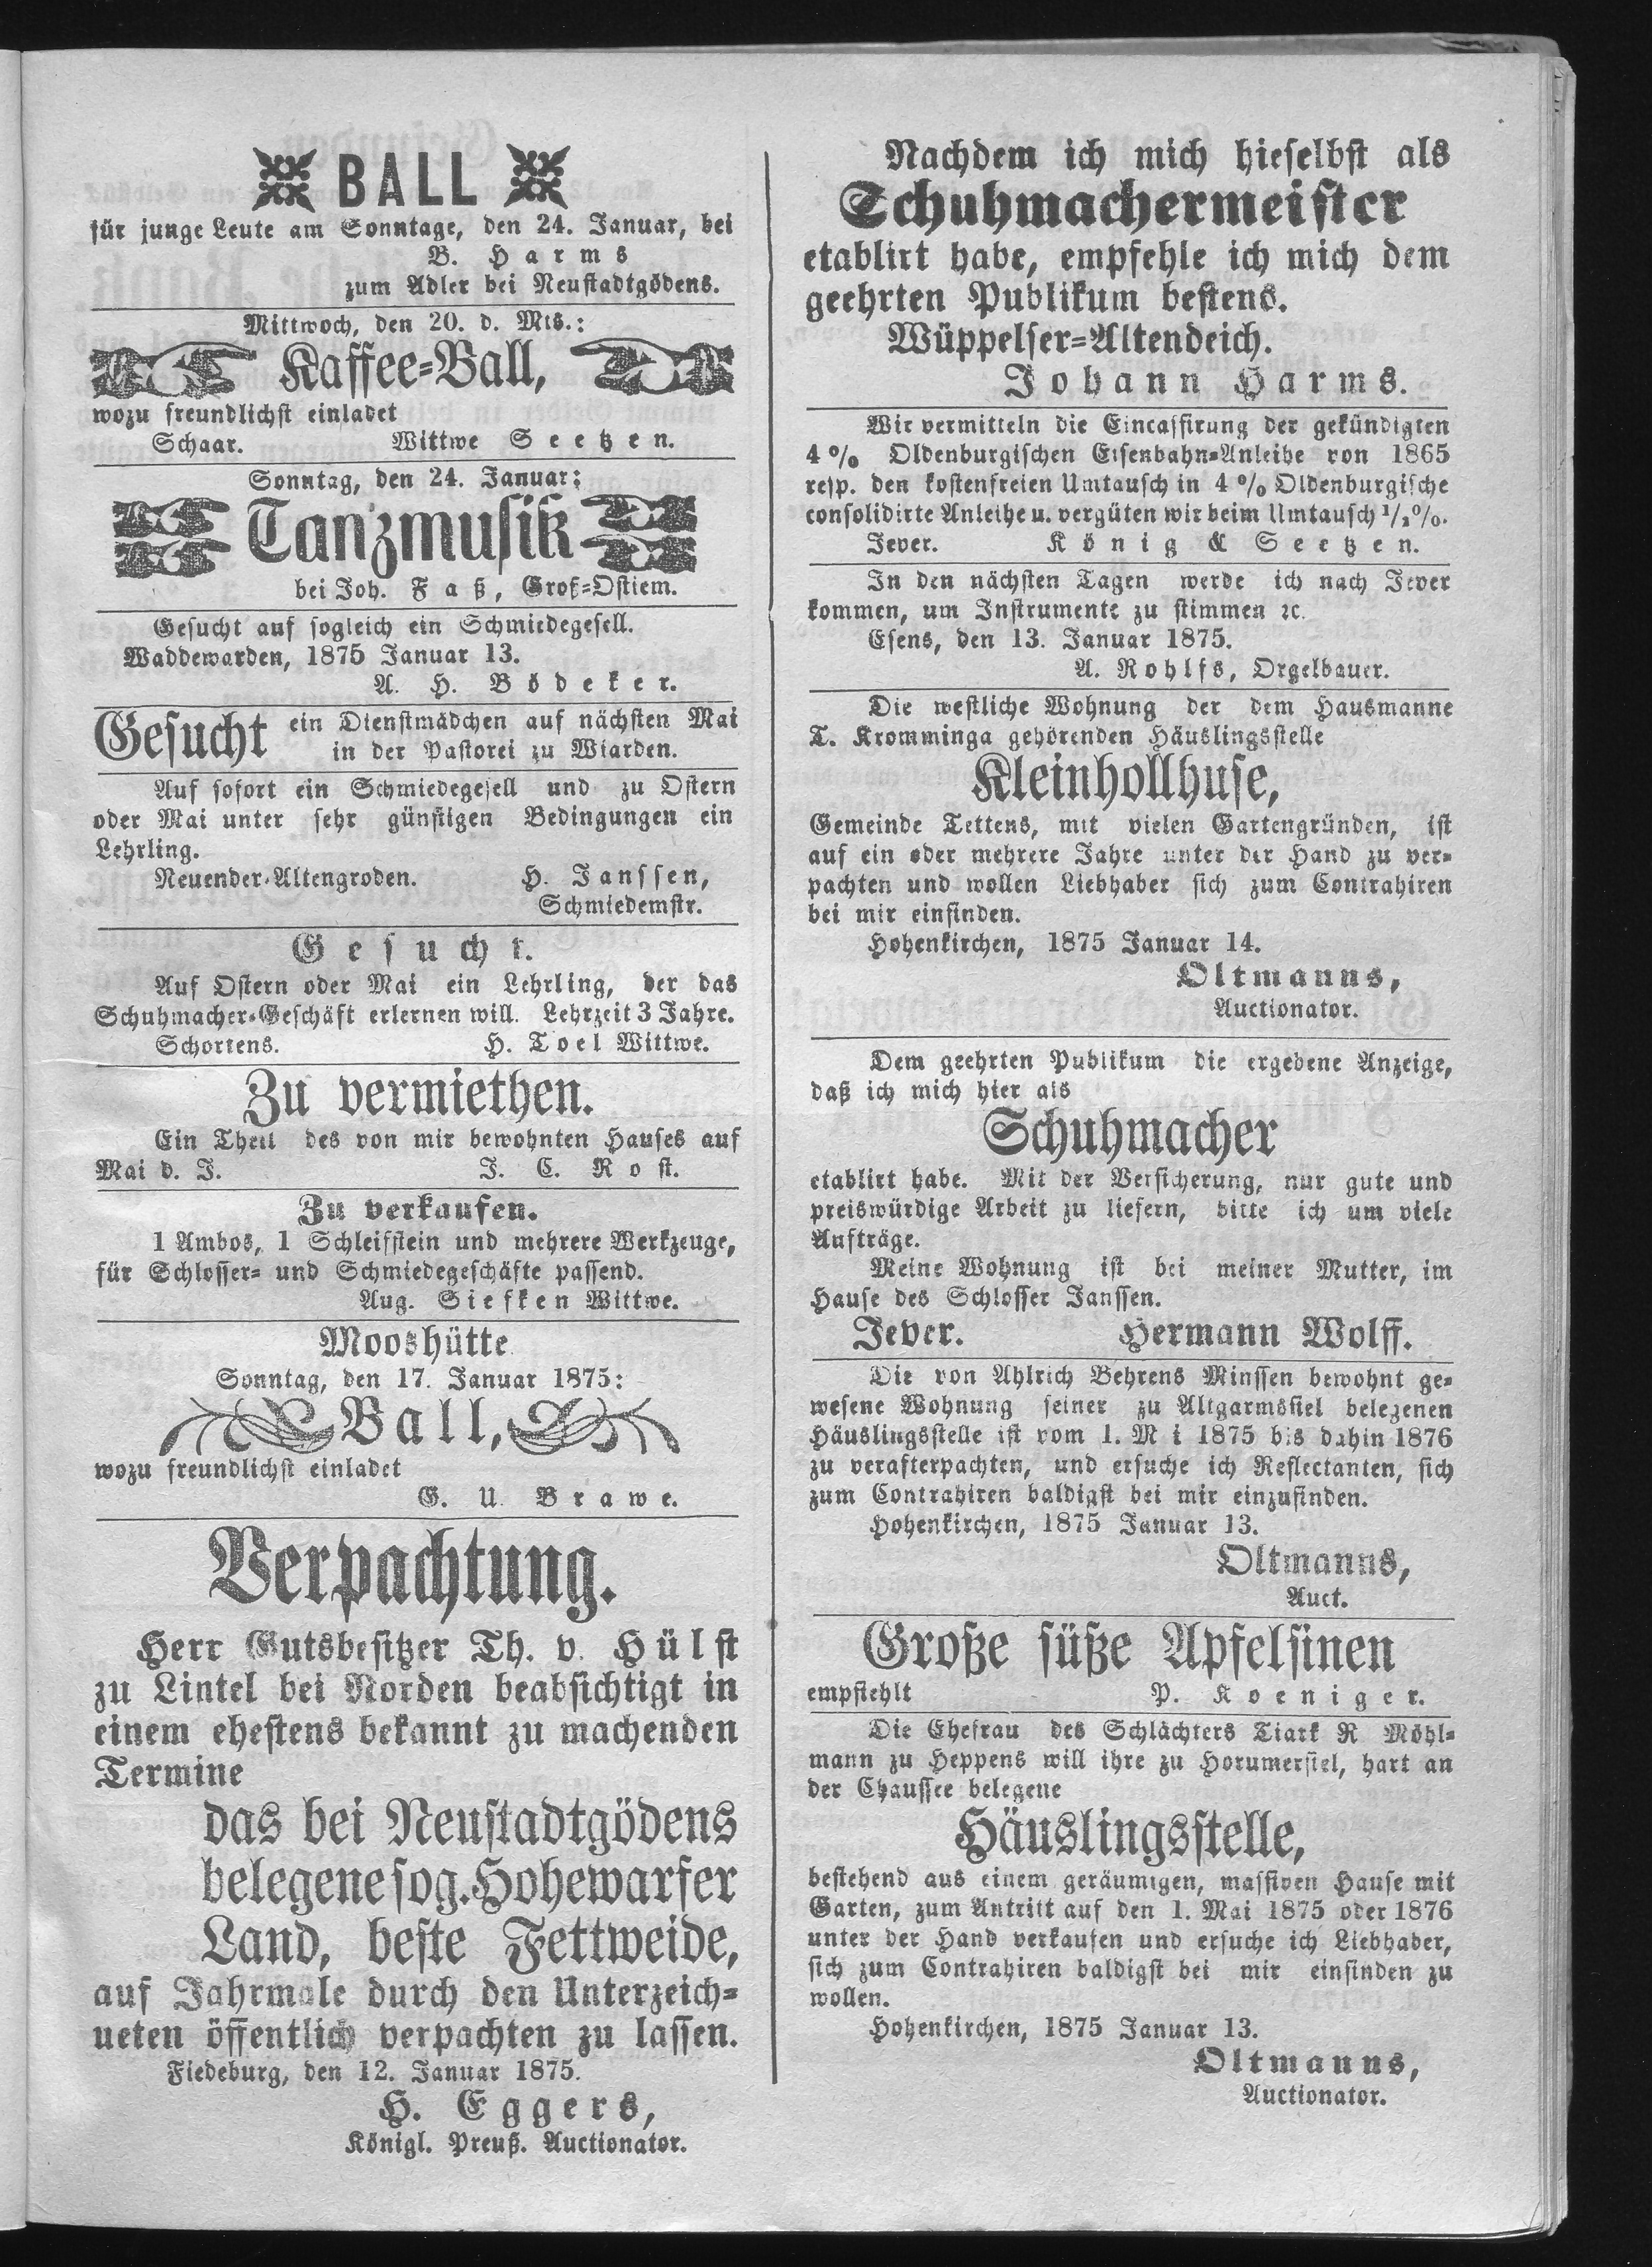 BALL
für junge Leute am Sonntage, den 24. Januar, bei
B. Harms
zum Adler bei Neustadtgödens.
Mittwoch, den 20. d. Mts.:
Kaffee-Ball,
wozu freundlichst einladet
Schaar. Wittwe Seetzen.
Sonntag, den 24. Januar:
Tanzmusik
bei Joh. Faß, Groß-Ostiem.
Gesucht auf sogleich ein Schmiedegesell.
Waddewarden, 1875 Januar 13.
A. H. Bödeker.
Gesucht ein Dienstmädchen auf nächsten Mai
in der Pastorei zu Wiarden.
Auf sofort ein Schmiedegesell und zu Ostern
oder Mai unter sehr günstigen Bedingungen ein
Lehrling.
Neuender-Altengroden. H. Janssen,
Schmiedemstr.
Gesucht.
Auf Ostern oder Mai ein Lehrling, der das
Schuhmacher-Geschäft erlernen will. Lehrzeit 3 Jahre.
Schortens. H. Toel Wittwe.
Zu vermiethen.
Ein Theil des von mir bewohnten Hauses auf
Mai d. J. J. C. Rost.
Zu verkaufen.
1 Ambos, 1 Schleifstein und mehrere Werkzeuge,
für Schlosser- und Schmiedegeschäfte passend.
Aug. Siefken Wittwe.
Mooshütte
Sonntag, den 17. Januar 1875:
Ball,
wozu freundlichst einladet
G. U. Brawe.
Verpachtung.
Herr Gutsbesitzer Th. v. Hülst
zu Lintel bei Norden beabsichtigt in
einem ehestens bekannt zu machenden
Termine
das bei Neustadtgödens
belegene sog. Hohewarfer
Land, beste Fettweide,
auf Jahrmale durch den Unterzeich-
ueten öffentlich verpachten zu lassen.
Fiedeburg, den 12. Januar 1875.
H. Eggers,
Königl. Preuß. Auctionator.
Nachdem ich mich hieselbst als
Schuhmachermeister
etablirt habe, empfehle ich mich dem
geehrten Publikum bestens.
Wüppelser-Altendeich.
Johann Harms.
Wir vermitteln die Eincassirung der gekündigten
4 % Oldenburgischen Eisenbahn-Anleihe von 1865
resp. den kostenfreien Umtausch in 4 % Oldenburgische
consolidirte Anleihe u. vergüten wir beim Umtausch ½%.
Jever. König & Seetzen.
In den nächsten Tagen werde ich nach Jever
kommen, um Instrumente zu stimmen ꝛc.
Esens, den 13. Januar 1875.
A. Rohlfs, Orgelbauer.
Die westliche Wohnung der dem Hausmanne
T. Kromminga gehörenden Häuslingsstelle
Kleinhollhuse,
Gemeinde Tettens, mit vielen Gartengründen, ist
auf ein oder mehrere Jahre unter der Hand zu ver-
pachten und wollen Liebhaber sich zum Contrahiren
bei mir einfinden.
Hohenkirchen, 1875 Januar 14.
Oltmanns,
Auctionator.
Dem geehrten Publikum die ergebene Anzeige,
daß ich mich hier als
Schuhmacher
etablirt habe. Mit der Versicherung, nur gute und
preiswürdige Arbeit zu liefern, bitte ich um viele
Aufträge.
Meine Wohnung ist bei meiner Mutter, im
Hause des Schlosser Janssen.
Jever. Hermann Wolff.
Die von Ahlrich Behrens Minssen bewohnt ge-
wesene Wohnung seiner zu Altgarmssiel belegenen
Häuslingsstelle ist vom 1. M i 1875 bis dahin 1876
zu verafterpachten, und ersuche ich Reflectanten, sich
zum Contrahiren baldigst bei mir einzufinden.
Hohenkirchen, 1875 Januar 13.
Oltmanns,
Auct.
Große süße Apfelsinen
empfiehlt P. Koeniger.
Die Ehefrau des Schlächters Tiark R Möhl-
mann zu Heppens will ihre zu Horumersiel, hart an
der Chaussee belegene
Häuslingsstelle,
bestehend aus einem geräumigen, massiven Hause mit
Garten, zum Antritt auf den 1. Mai 1875 oder 1876
unter der Hand verkaufen und ersuche ich Liebhaber,
sich zum Contrahiren baldigst bei mir einfinden zu
wollen.
Hohenkirchen, 1875 Januar 13.
Oltmanns,
Auctionator.